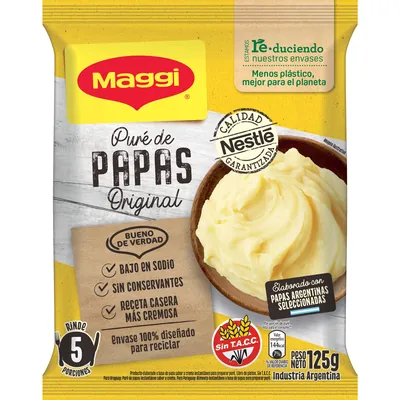 ESTAMOS
re·duciendo
nuestros envases
Menos plástico,
mejor para el planeta
Maggi
®
CALIDAD
Nestlé
GARANTIZADA
Puré de
PAPAS
Original
BUENO
DE VERDAD
BAJO EN SODIO
SIN CONSERVANTES
RECETA CASERA
MÁS CREMOSA
Envase 100% diseñado
para reciclar
Elaborado con
PAPAS ARGENTINAS
SELECCIONADAS
RINDE
5
PORCIONES
Sin T.A.C.C.
144
PESO
NETO
125g
Industria Argentina